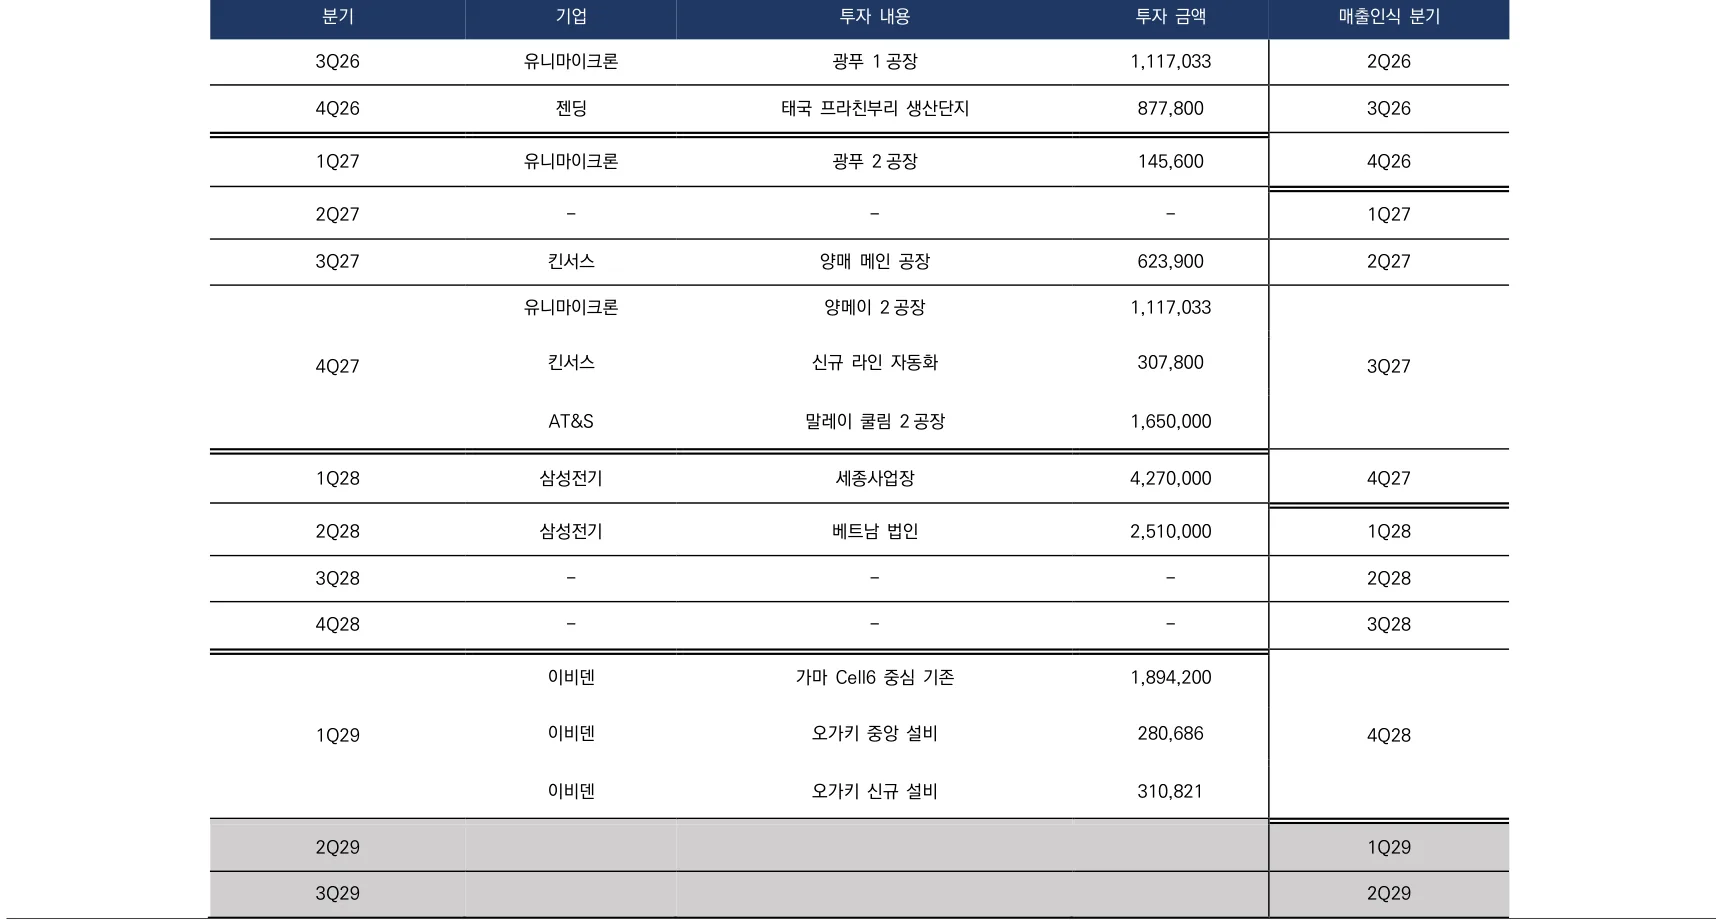 분기 기업 투자 내용 투자 금액 매출인식 분기
3Q26 유니마이크론 광푸 1공장 1,117,033 2Q26
4Q26 젠딩 태국 프라친부리 생산단지 877,800 3Q26
1Q27 유니마이크론 광푸 2공장 145,600 4Q26
2Q27 - - - 1Q27
3Q27 킨서스 양매 메인 공장 623,900 2Q27
유니마이크론 양메이 2공장 1,117,033
4Q27 킨서스 신규 라인 자동화 307,800 3Q27
AT&S 말레이 쿨림 2공장 1,650,000
1Q28 삼성전기 세종사업장 4,270,000 4Q27
2Q28 삼성전기 베트남 법인 2,510,000 1Q28
3Q28 - - - 2Q28
4Q28 - - - 3Q28
이비덴 가마 Cell6 중심 기존 1,894,200
1Q29 이비덴 오가키 중앙 설비 280,686 4Q28
이비덴 오가키 신규 설비 310,821
2Q29 1Q29
3Q29 2Q29